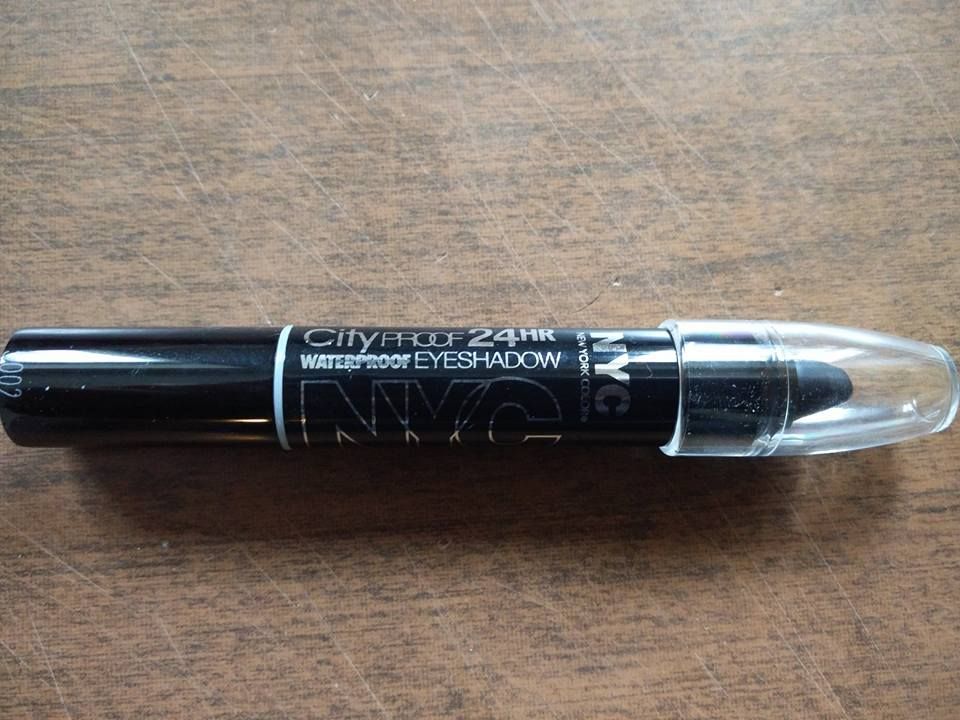 City PROOF 24HR
WATERPROOF EYESHADOW
NYC
NYC
NEW YORK COLOR